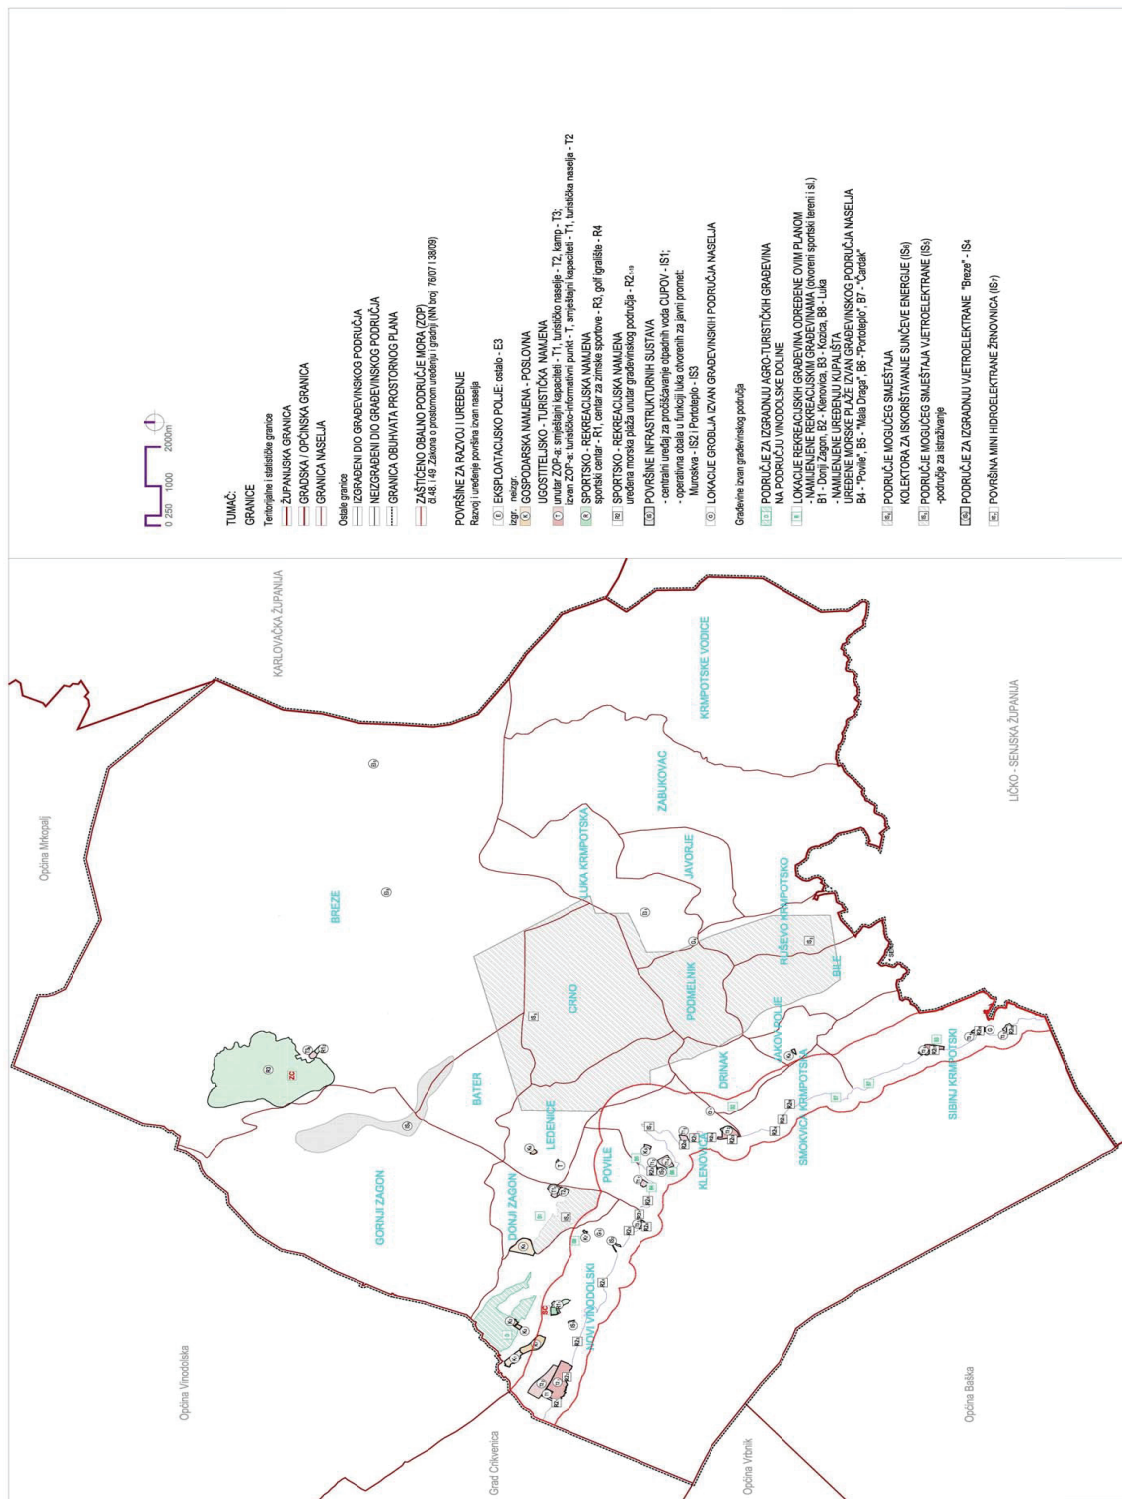 0 250 1000 2000m
TUMAČ:
GRANICE
Teritorijalne i statističke granice
ŽUPANIJSKA GRANICA
GRADSKA / OPĆINSKA GRANICA
GRANICA NASELJA
Ostale granice
IZGRAĐENI DIO GRAĐEVINSKOG PODRUČJA
NEIZGRAĐENI DIO GRAĐEVINSKOG PODRUČJA
GRANICA OBUHVATA PROSTORNOG PLANA
ZAŠTIĆENO OBALNO PODRUČJE MORA (ZOP)
čl.48. i 49 Zakona o prostornom uređenju i gradnji (NN broj 76/07 I 38/09)
POVRŠINE ZA RAZVOJ I UREĐENJE
Razvoj i uređenje površina izvan naselja
E EKSPLOATACIJSKO POLJE: ostalo - E3
izgr. neizgr.
K GOSPODARSKA NAMJENA - POSLOVNA
UGOSTITELJSKO - TURISTIČKA NAMJENA
T unutar ZOP-a: smještajni kapaciteti - T1, turističko naselje - T2, kamp - T3;
izvan ZOP-a: turističko-informativni punkt - T, smještajni kapaciteti - T1, turistička naselja - T2
R SPORTSKO - REKREACIJSKA NAMJENA
sportski centar - R1, centar za zimske sportove - R3, golf igralište - R4
R2 SPORTSKO - REKREACIJSKA NAMJENA
uređena morska plaža unutar građevinskog područja - R2
IS POVRŠINE INFRASTRUKTURNIH SUSTAVA
- centralni uređaj za pročišćavanje otpadnih voda CUPOV - IS1;
- operativna obala u funkciji luka otvorenih za javni promet:
Muroskva - IS2 i Portoteplo - IS3
G LOKACIJE GROBLJA IZVAN GRAĐEVINSKIH PODRUČJA NASELJA
Građevine izvan građevinskog područja
PODRUČJE ZA IZGRADNJU AGRO-TURISTIČKIH GRAĐEVINA
NA PODRUČJU VINODOLSKE DOLINE
LOKACIJE REKREACIJSKIH GRAĐEVINA ODREĐENE OVIM PLANOM
- NAMIJENJENE REKREACIJSKIM GRAĐEVINAMA (otvoreni sportski tereni i sl.)
B1 - Donji Zagon, B2 - Klenovica, B3 - Kozica, B8 - Luka
- NAMIJENJENE UREĐENJU KUPALIŠTA
UREĐENE MORSKE PLAŽE IZVAN GRAĐEVINSKOG PODRUČJA NASELJA
B4 - "Povile", B5 - "Mala Draga", B6 - "Portoteplo", B7 - "Čardak"
PODRUČJE MOGUĆEG SMJEŠTAJA
KOLEKTORA ZA ISKORIŠTAVANJE SUNČEVE ENERGIJE (IS6)
PODRUČJE MOGUĆEG SMJEŠTAJA VJETROELEKTRANE (IS5)
-područje za istraživanje
PODRUČJE ZA IZGRADNJU VJETROELEKTRANE "Breze" - IS4
POVRŠINA MINI HIDROELEKTRANE ŽRNOVNICA (IS7)
KARLOVAČKA ŽUPANIJA
Općina Mrkopalj
Općina Vinodolska
Grad Crikvenica
Općina Vrbnik
Općina Baška
LIČKO - SENJSKA ŽUPANIJA
BREZE
KRMPOTSKE VODICE
ZABUKOVAC
LUKA KRMPOTSKA
JAVORJE
RUŠEVO KRMPOTSKO
BILE
CRNO
PODMELNIK
BATER
LEDENICE
GORNJI ZAGON
DONJI ZAGON
POVILE
NOVI VINODOLSKI
KLENOVICA
DRINAK
JAKOV POLJE
SMOKVICA KRMPOTSKA
SIBINJ KRMPOTSKI